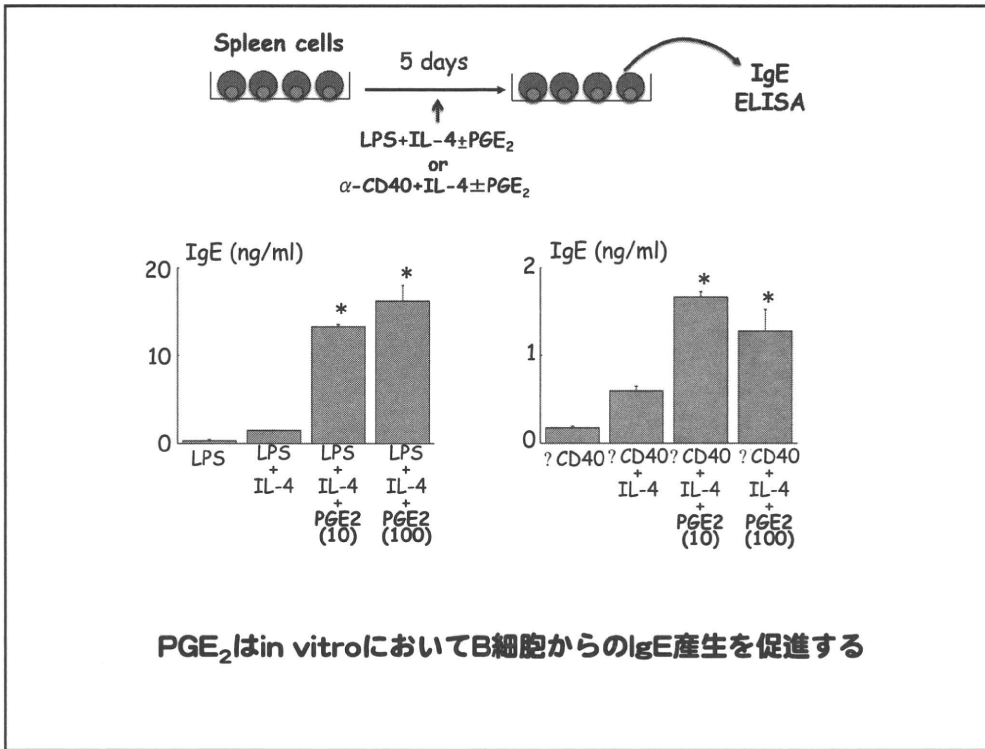 Spleen cells
5 days
IgE
ELISA
LPS+IL-4±PGE₂
or
α-CD40+IL-4±PGE₂
IgE (ng/ml)
20
10
0
*
*
LPS
LPS
+
IL-4
LPS
+
IL-4
+
PGE2
(10)
LPS
+
IL-4
+
PGE2
(100)
IgE (ng/ml)
2
1
0
*
*
? CD40
? CD40
+
IL-4
? CD40
+
IL-4
+
PGE2
(10)
? CD40
+
IL-4
+
PGE2
(100)
PGE₂はin vitroにおいてB細胞からのIgE産生を促進する